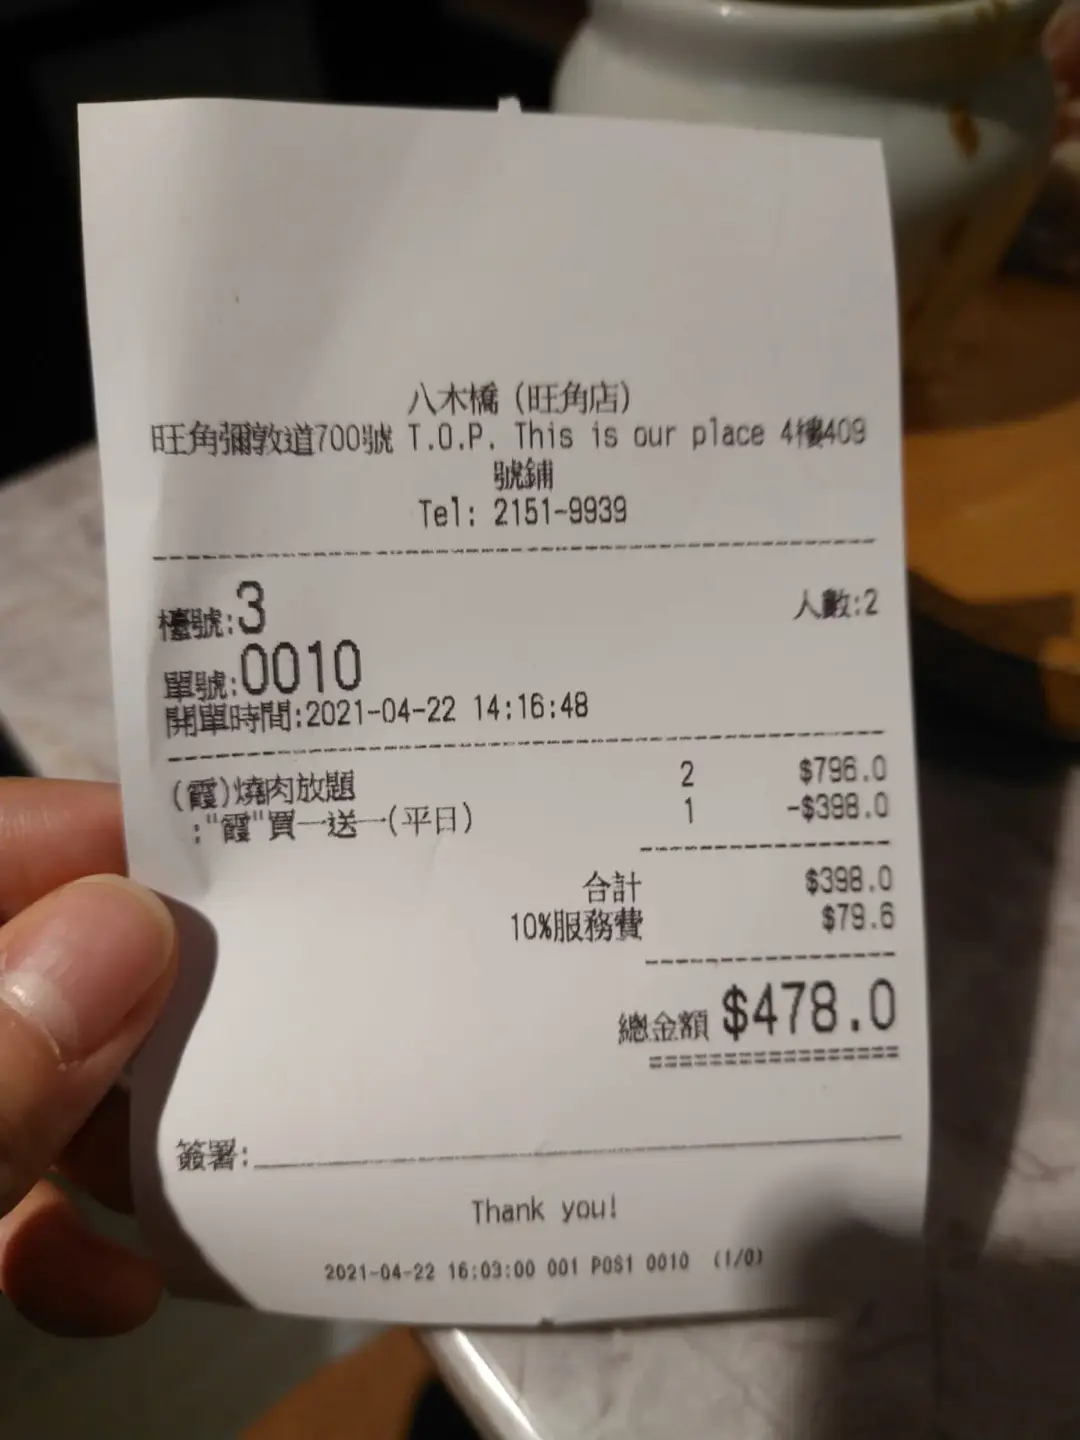 八木橋 (旺角店)
旺角彌敦道700號 T.O.P. This is our place 4樓409
號鋪
Tel: 2151-9939
檯號:3
人數:2
單號:0010
開單時間:2021-04-22 14:16:48
(霞)燒肉放題 2 $796.0
:"霞"買一送一(平日) 1 -$398.0
合計 $398.0
10%服務費 $79.6
總金額 $478.0
簽署:
Thank you!
2021-04-22 16:03:00 001 POS1 0010 (1/0)